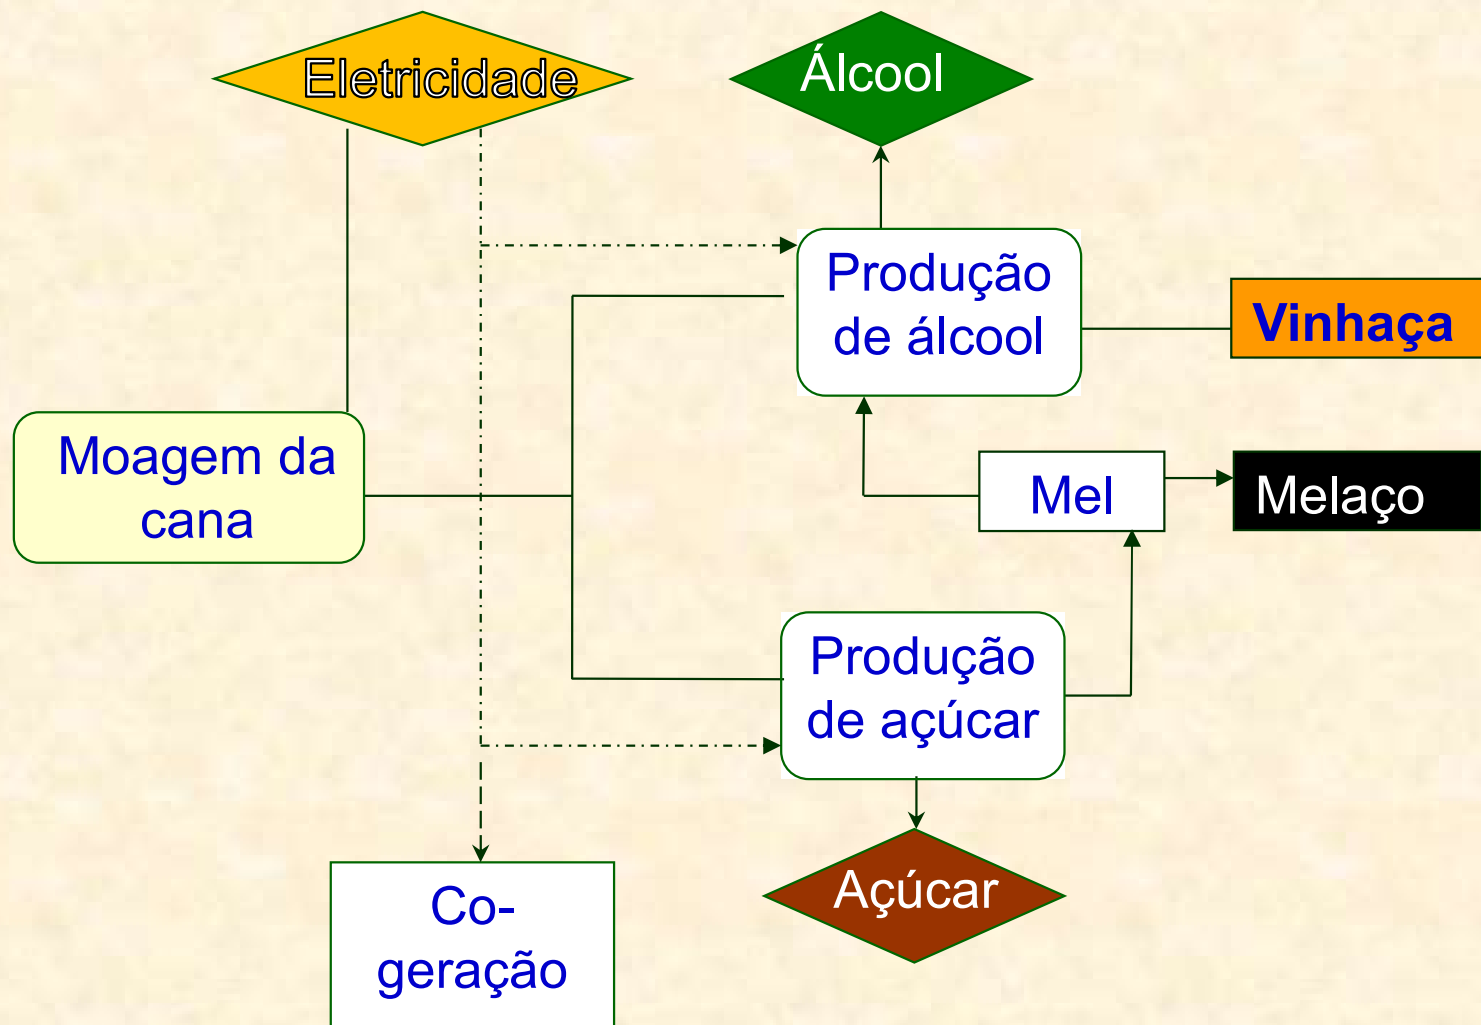 Eletricidade
Álcool
Produção
de álcool
Vinhaça
Moagem da
cana
Mel
Melaço
Produção
de açúcar
Açúcar
Co-
geração